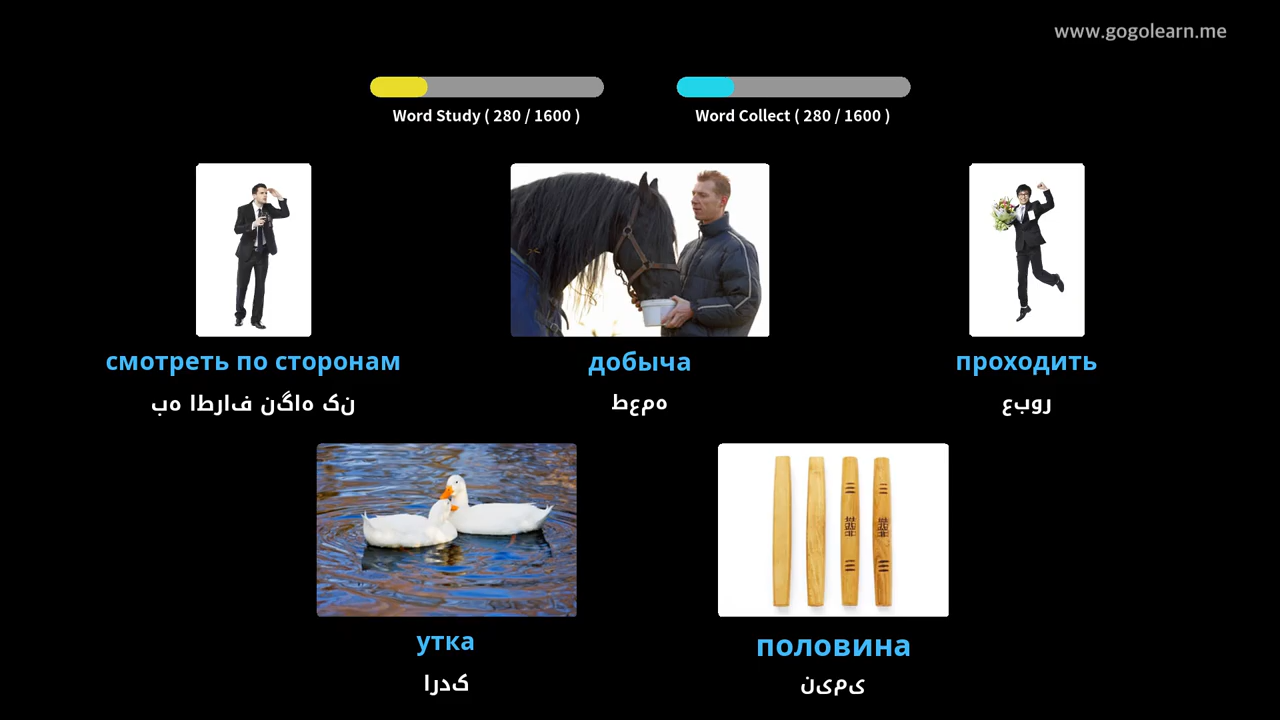 www.gogolearn.me
Word Study ( 280 / 1600 )
Word Collect ( 280 / 1600 )
смотреть по сторонам
به اطراف نگاه کن
добыча
طعمه
проходить
عبور
утка
اردک
половина
نیمی